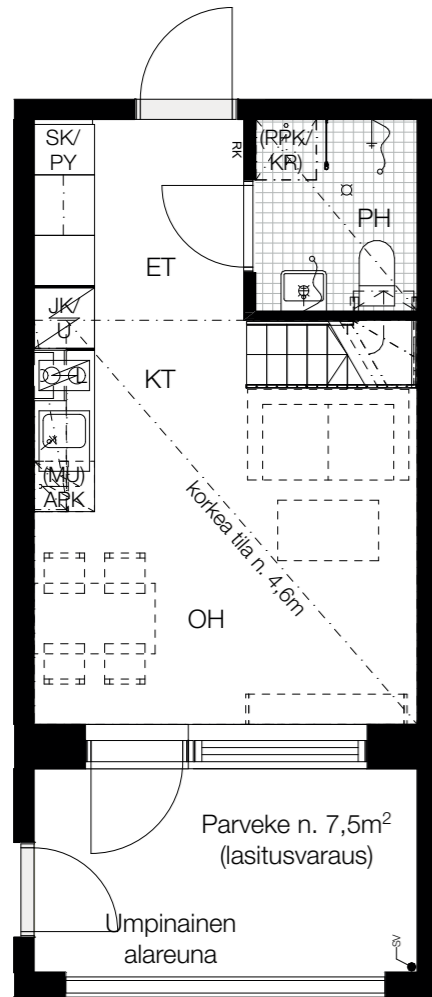 SK/
PY
RK
(RPK/
KR)
PH
ET
JK/
U
KT
L
T
(MU)
APK
korkea tila n. 4,6m
OH
Parveke n. 7,5m²
(lasitusvaraus)
Umpinainen
alareuna
SV